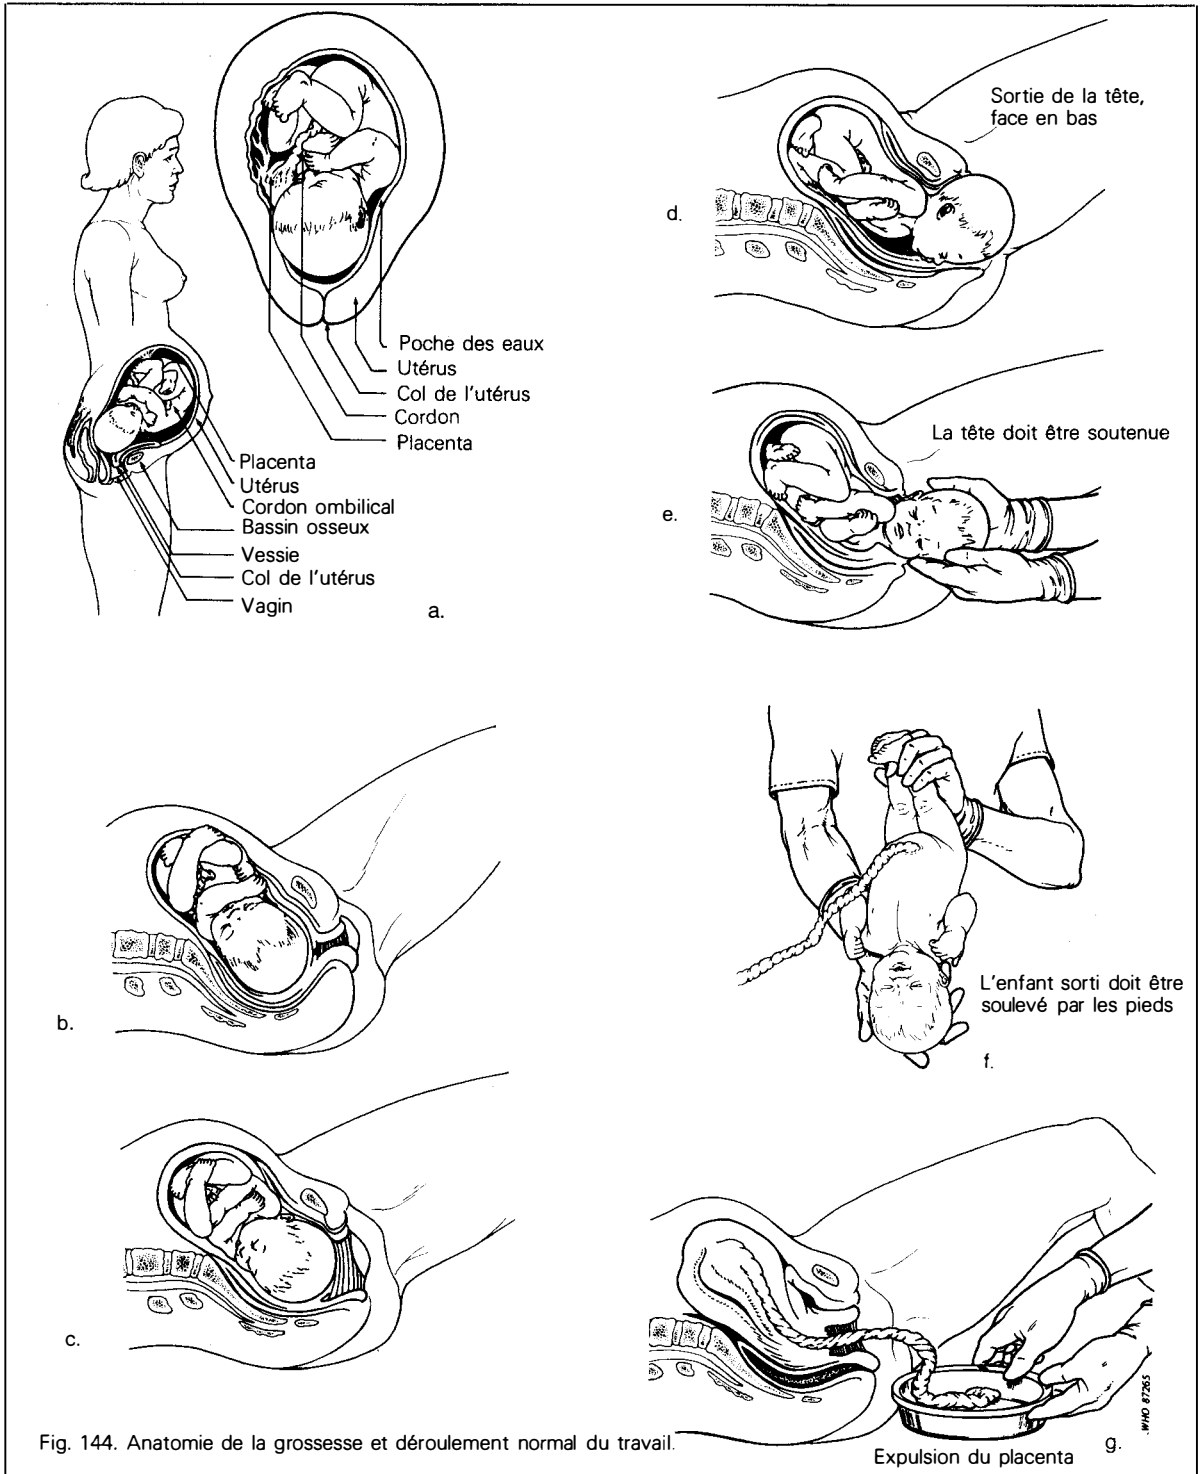 Poche des eaux
Utérus
Col de l'utérus
Cordon
Placenta
Placenta
Utérus
Cordon ombilical
Bassin osseux
Vessie
Col de l'utérus
Vagin
a.
b.
c.
Sortie de la tête,
face en bas
d.
La tête doit être soutenue
e.
L'enfant sorti doit être
soulevé par les pieds
f.
WHO 87265
g.
Expulsion du placenta
Fig. 144. Anatomie de la grossesse et déroulement normal du travail.